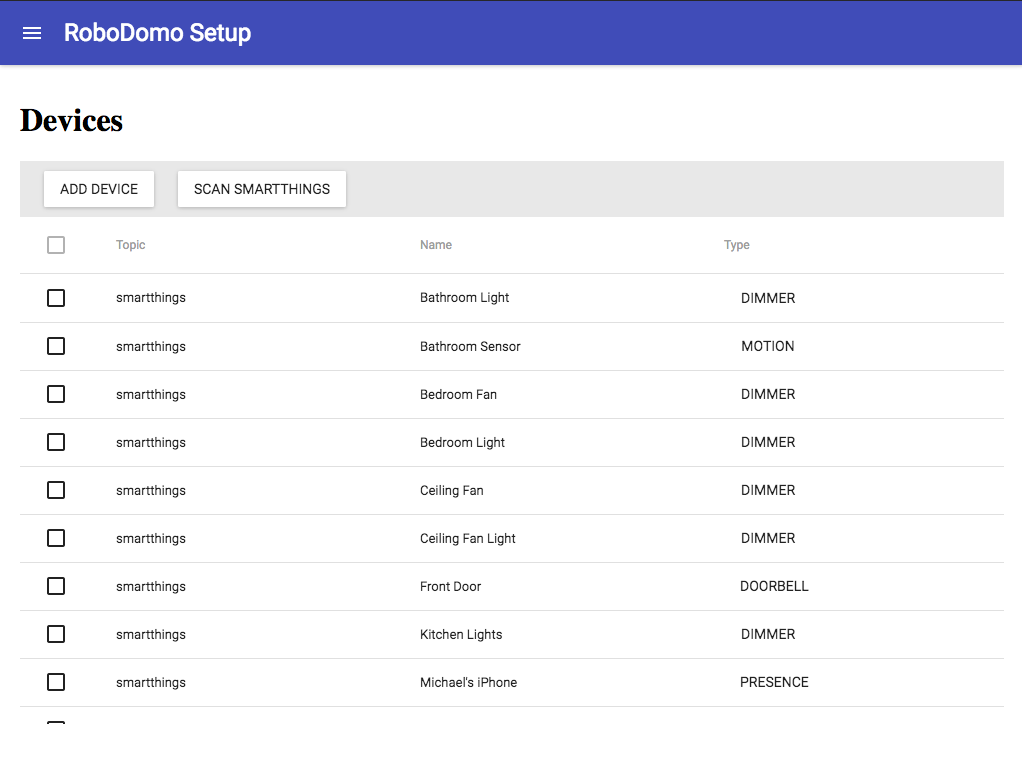 RoboDomo Setup
Devices
ADD DEVICE SCAN SMARTTHINGS
Topic Name Type
smartthings Bathroom Light DIMMER
smartthings Bathroom Sensor MOTION
smartthings Bedroom Fan DIMMER
smartthings Bedroom Light DIMMER
smartthings Ceiling Fan DIMMER
smartthings Ceiling Fan Light DIMMER
smartthings Front Door DOORBELL
smartthings Kitchen Lights DIMMER
smartthings Michael's iPhone PRESENCE